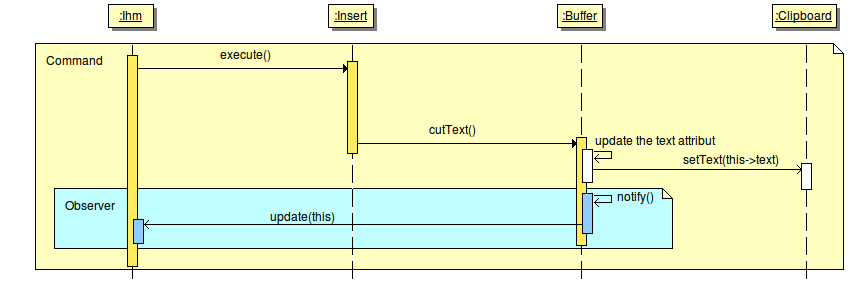 :Ihm
:Insert
:Buffer
:Clipboard
Command
execute()
cutText()
update the text attribut
setText(this->text)
Observer
notify()
update(this)